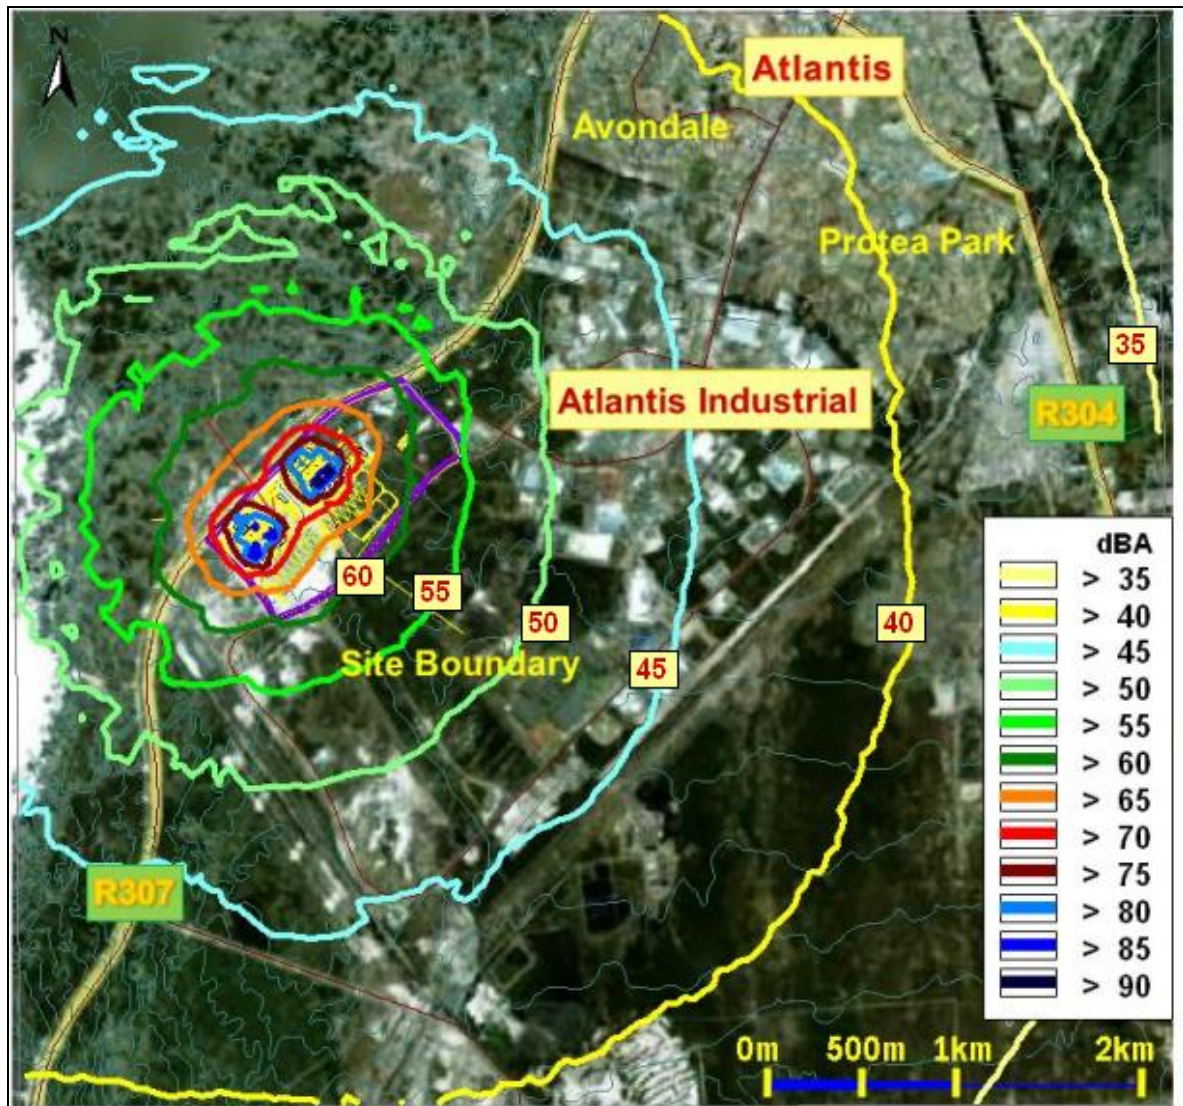 N
Atlantis
Avondale
Protea Park
35
Atlantis Industrial
R304
60
55
50
40
Site Boundary
45
R307
dBA
> 35
> 40
> 45
> 50
> 55
> 60
> 65
> 70
> 75
> 80
> 85
> 90
0m 500m 1km 2km